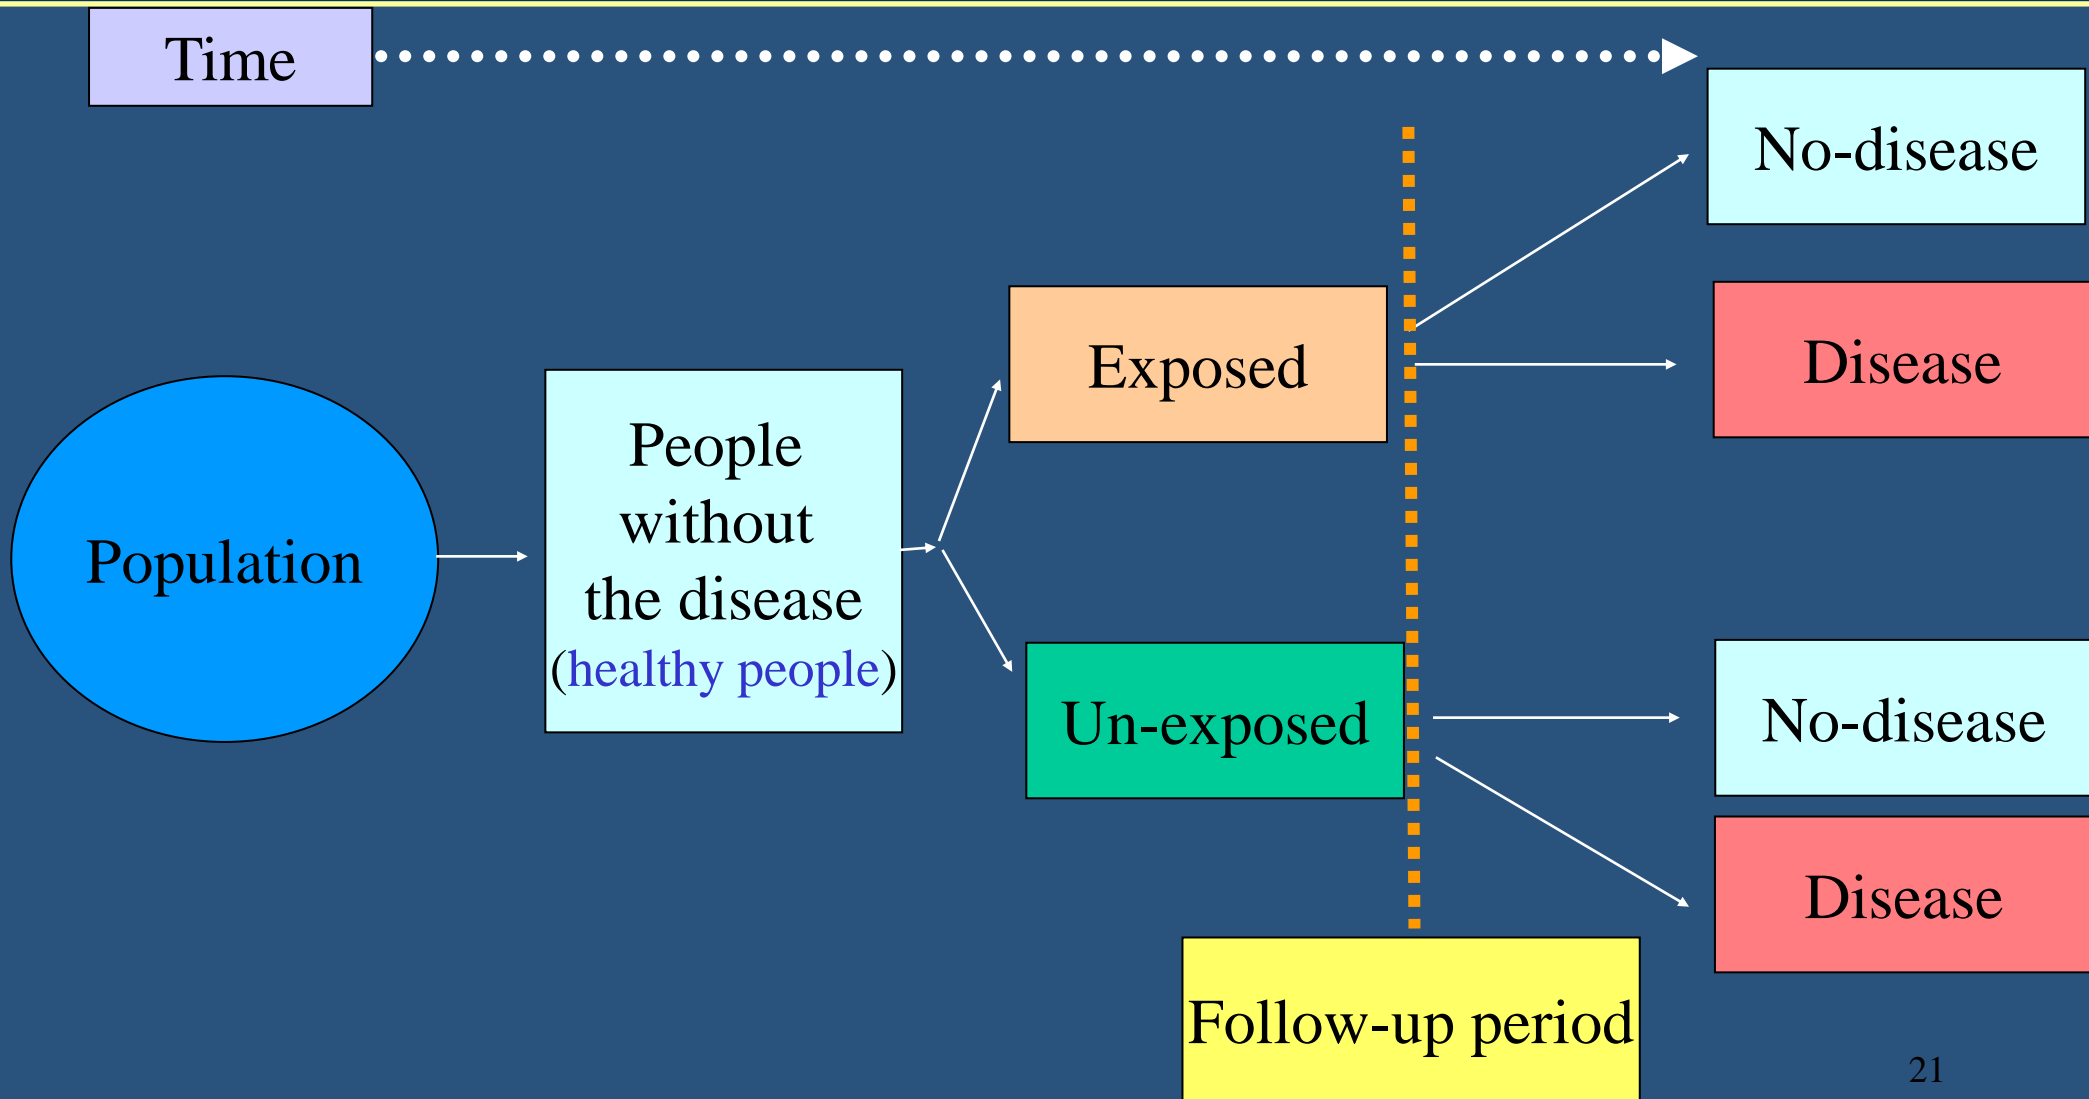 Time
No-disease
Exposed
Disease
People
without
the disease
(healthy people)
Population
Un-exposed
No-disease
Disease
Follow-up period
21